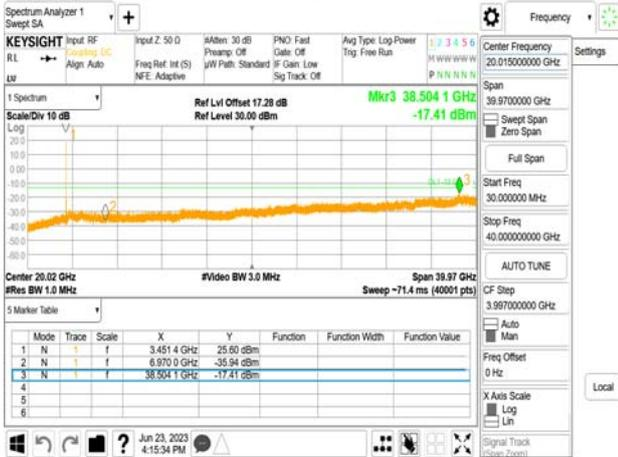 Spectrum Analyzer 1
Swept SA
+
Frequency
KEYSIGHT Input: RF Input Z: 50 Ω #Atten: 30 dB PNO: Fast Avg Type: Log-Power 1 2 3 4 5 6
RL Coupling: DC Preamp: Off Gate: Off Trig: Free Run M W W W W W
Align: Auto Freq Ref: Int (S) µW Path: Standard IF Gain: Low P N N N N N
NFE: Adaptive Sig Track: Off
1 Spectrum
Scale/Div 10 dB
Ref Lvl Offset 17.28 dB
Ref Level 30.00 dBm
Mkr3 38.504 1 GHz
-17.41 dBm
Log
20.0
10.0
0.00
-10.0
-20.0
-30.0
-40.0
-50.0
-60.0
1
2
3
Center 20.02 GHz #Video BW 3.0 MHz Span 39.97 GHz
#Res BW 1.0 MHz Sweep ~71.4 ms (40001 pts)
5 Marker Table
Mode Trace Scale X Y Function Function Width Function Value
1 N 1 f 3.451 4 GHz 25.60 dBm
2 N 1 f 6.970 0 GHz -35.94 dBm
3 N 1 f 38.504 1 GHz -17.41 dBm
4
5
6
?
Jun 23, 2023
4:15:34 PM
Center Frequency
20.015000000 GHz
Settings
Span
39.9700000 GHz
Swept Span
Zero Span
Full Span
Start Freq
30.000000 MHz
Stop Freq
40.000000000 GHz
AUTO TUNE
CF Step
3.997000000 GHz
Auto
Man
Freq Offset
0 Hz
X Axis Scale
Log
Lin
Local
Signal Track
(Span Zoom)